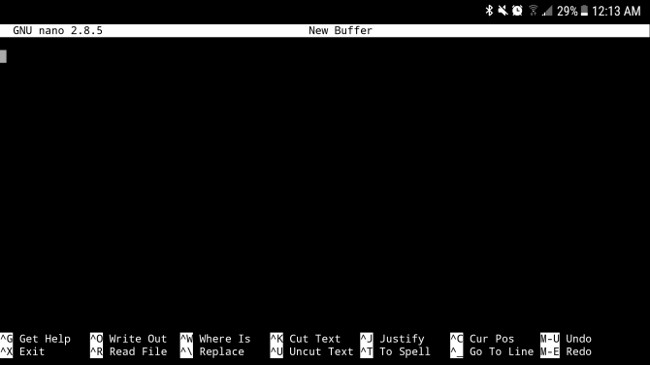 29% 12:13 AM
GNU nano 2.8.5 New Buffer
^G Get Help ^O Write Out ^W Where Is ^K Cut Text ^J Justify ^C Cur Pos M-U Undo
^X Exit ^R Read File ^\ Replace ^U Uncut Text ^T To Spell ^_ Go To Line M-E Redo